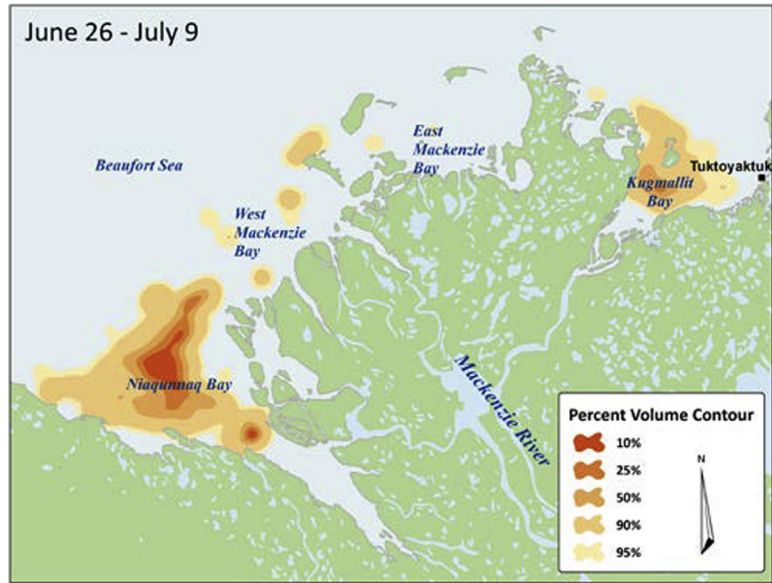 June 26 - July 9
Beaufort Sea
East
Mackenzie
Bay
Tuktoyaktuk
Kugmallit
Bay
West
Mackenzie
Bay
Niaqunnaq Bay
Mackenzie River
Percent Volume Contour
10%
25%
50%
90%
95%
N